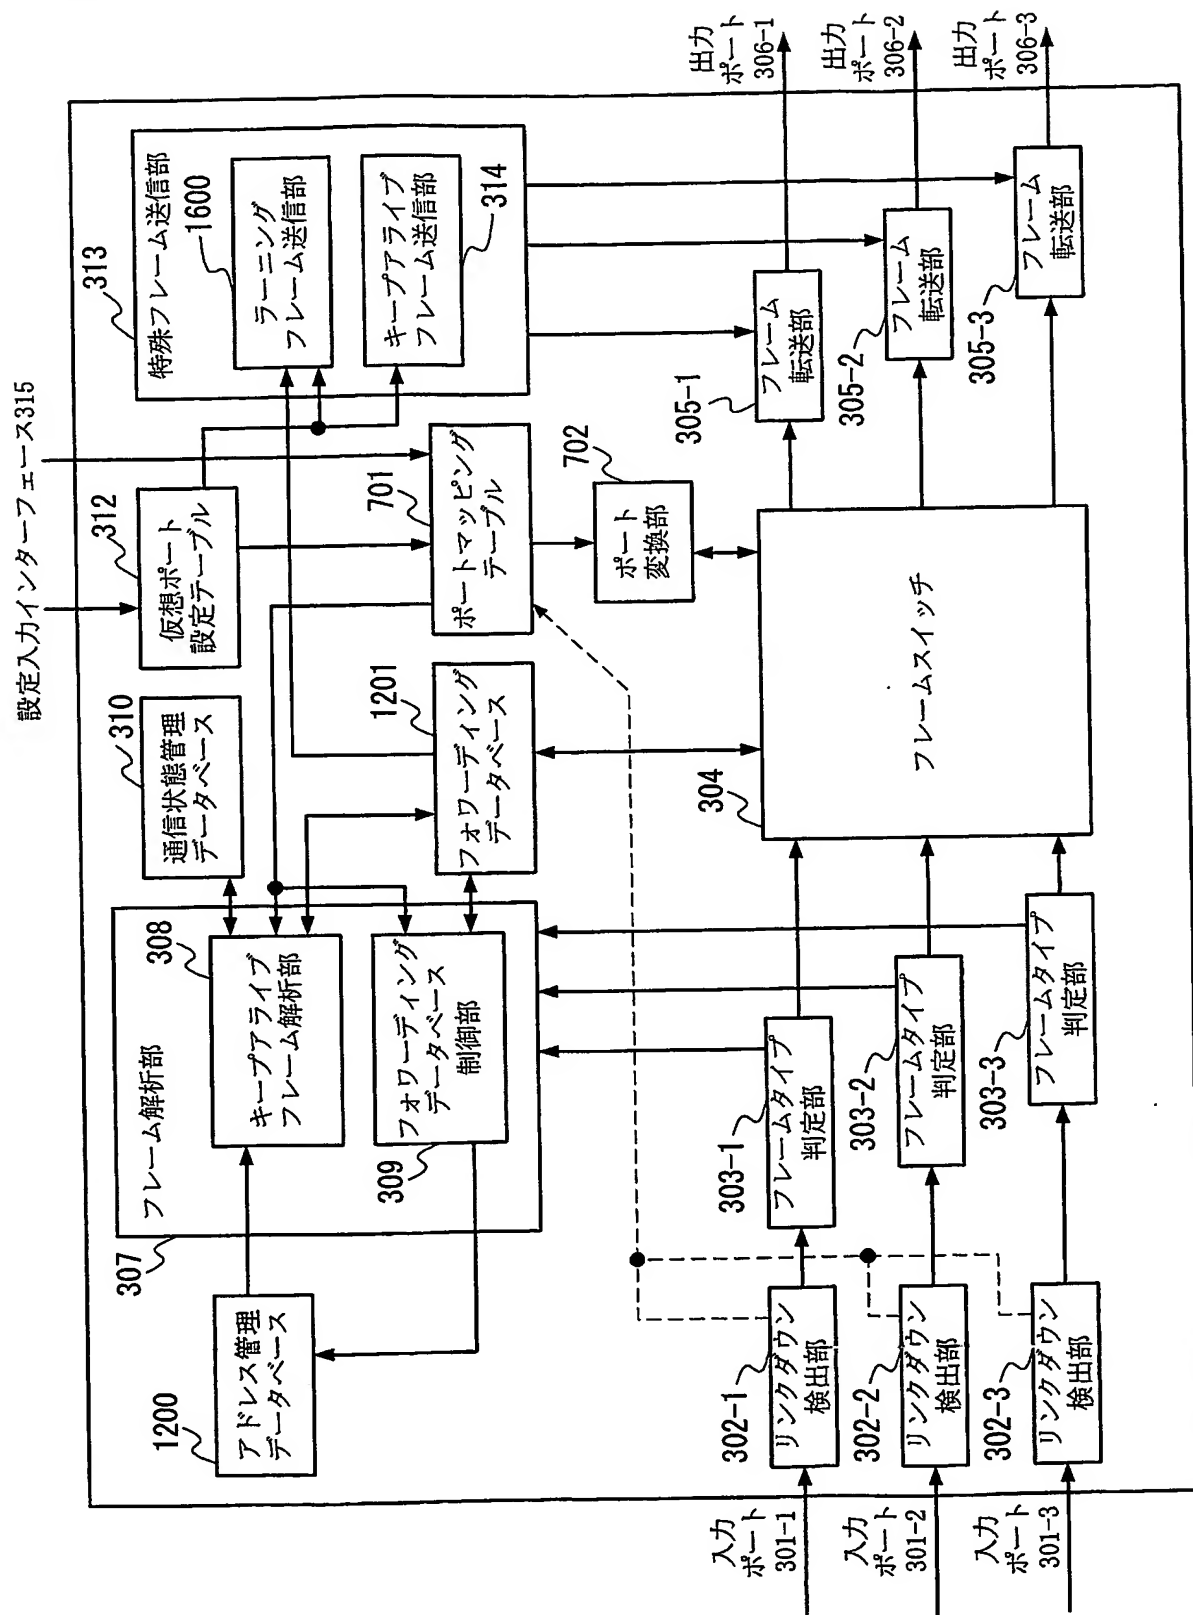 設定入力インターフェース315
1200
アドレス管理
データベース
307
フレーム解析部
308
キープアライブ
フレーム解析部
309
フォワーディング
データベース
制御部
310
通信状態管理
データベース
312
仮想ポート
設定テーブル
313
特殊フレーム送信部
1600
ラーニング
フレーム送信部
キープアライブ
フレーム送信部
314
1201
フォワーディング
データベース
701
ポートマッピング
テーブル
702
ポート
変換部
入力
ポート
301-1
302-1
リンクダウン
検出部
303-1
フレームタイプ
判定部
入力
ポート
301-2
302-2
リンクダウン
検出部
303-2
フレームタイプ
判定部
入力
ポート
301-3
302-3
リンクダウン
検出部
303-3
フレームタイプ
判定部
304
フレームスイッチ
305-1
フレーム
転送部
出力
ポート
306-1
305-2
フレーム
転送部
出力
ポート
306-2
305-3
フレーム
転送部
出力
ポート
306-3